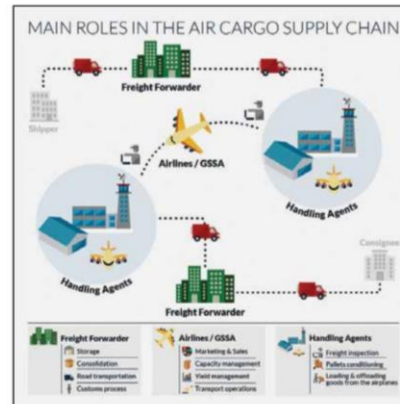 MAIN ROLES IN THE AIR CARGO SUPPLY CHAIN
Freight Forwarder
Shipper
Airlines / GSSA
Handling Agents
Handling Agents
Consignee
Freight Forwarder
Freight Forwarder
Storage
Consolidation
Road transportation
Customs process
Airlines / GSSA
Marketing & Sales
Capacity management
Yield management
Transport operations
Handling Agents
Freight inspection
Pallets conditioning
Loading & offloading
goods from the airplanes